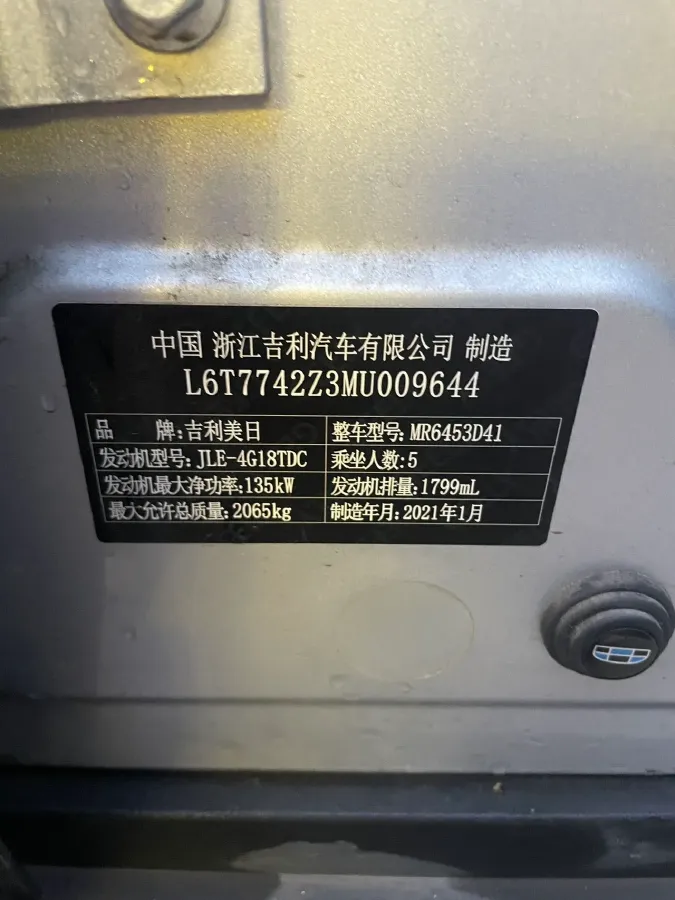 中国 浙江吉利汽车有限公司 制造
L6T7742Z3MU009644
品 牌:吉利美日 整车型号:MR6453D41
发动机型号:JLE-4G18TDC 乘坐人数:5
发动机最大净功率:135kW 发动机排量:1799mL
最大允许总质量:2065kg 制造年月:2021年1月